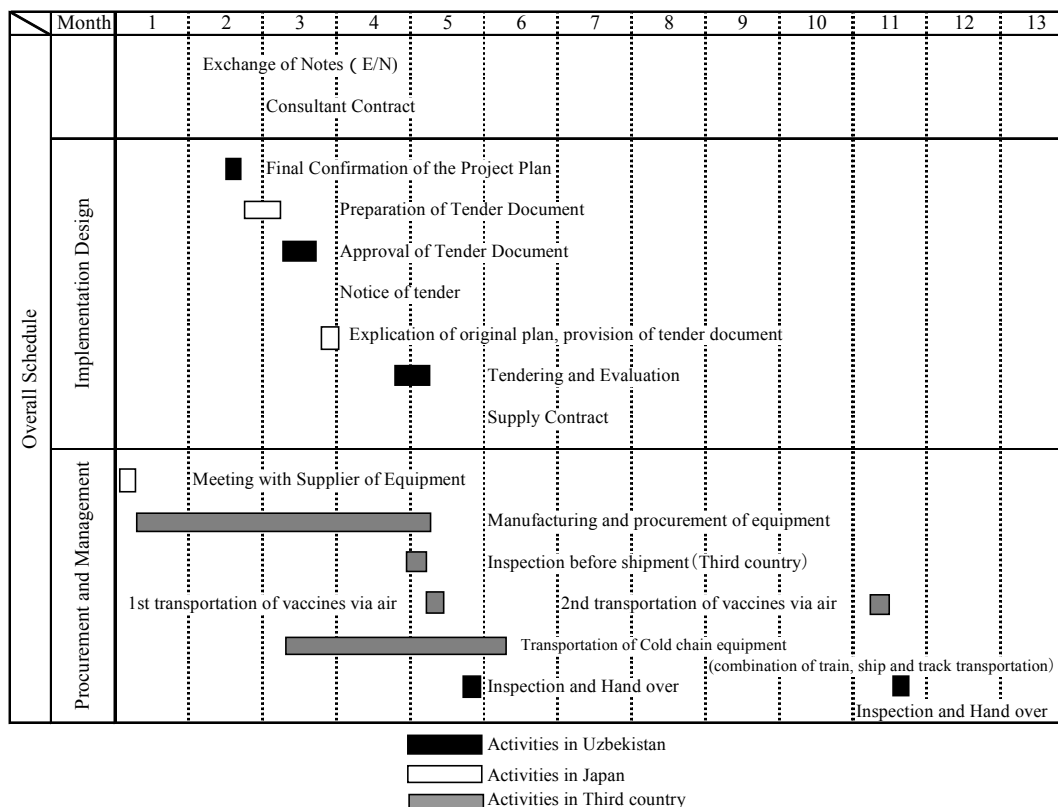 Month 1 2 3 4 5 6 7 8 9 10 11 12 13
Overall Schedule
Exchange of Notes ( E/N)
Consultant Contract
Implementation Design
Final Confirmation of the Project Plan
Preparation of Tender Document
Approval of Tender Document
Notice of tender
Explication of original plan, provision of tender document
Tendering and Evaluation
Supply Contract
Procurement and Management
Meeting with Supplier of Equipment
Manufacturing and procurement of equipment
Inspection before shipment(Third country)
1st transportation of vaccines via air 2nd transportation of vaccines via air
Transportation of Cold chain equipment
(combination of train, ship and track transportation)
Inspection and Hand over
Inspection and Hand over
Activities in Uzbekistan
Activities in Japan
Activities in Third country